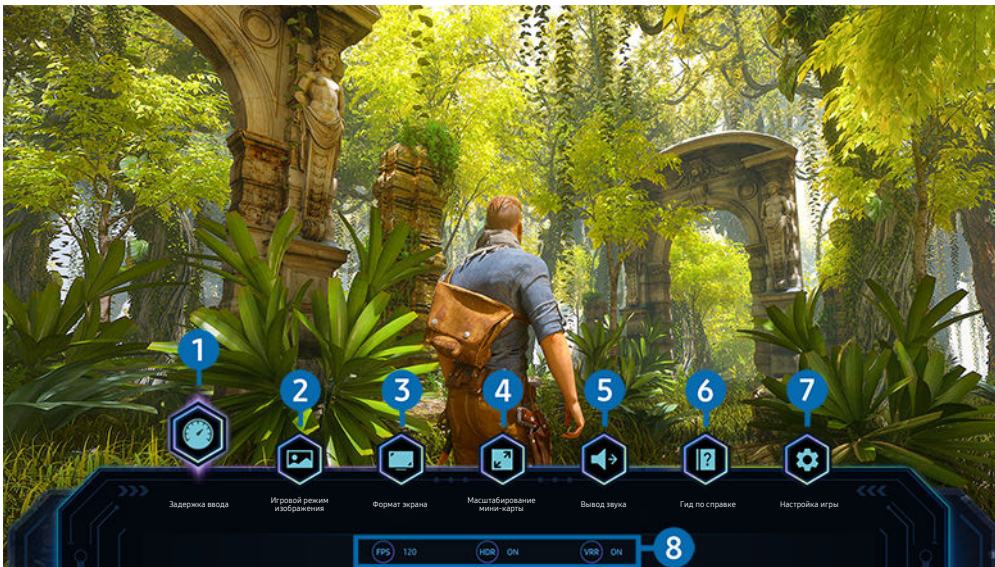 1
2
3
4
5
6
7
Задержка ввода
Игровой режим
изображения
Формат экрана
Масштабирование
мини-карты
Вывод звука
Гид по справке
Настройка игры
FPS 120 HDR ON VRR ON 8